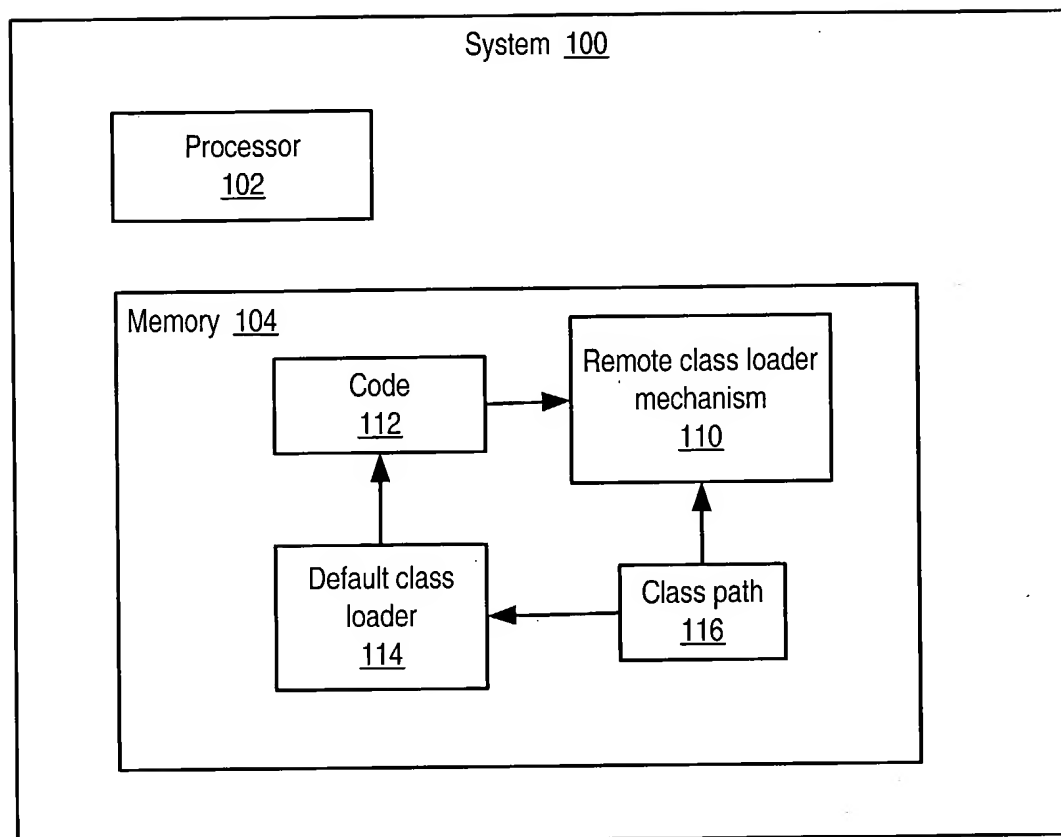 System 100
Processor
102
Memory 104
Code
112
Remote class loader
mechanism
110
Default class
loader
114
Class path
116